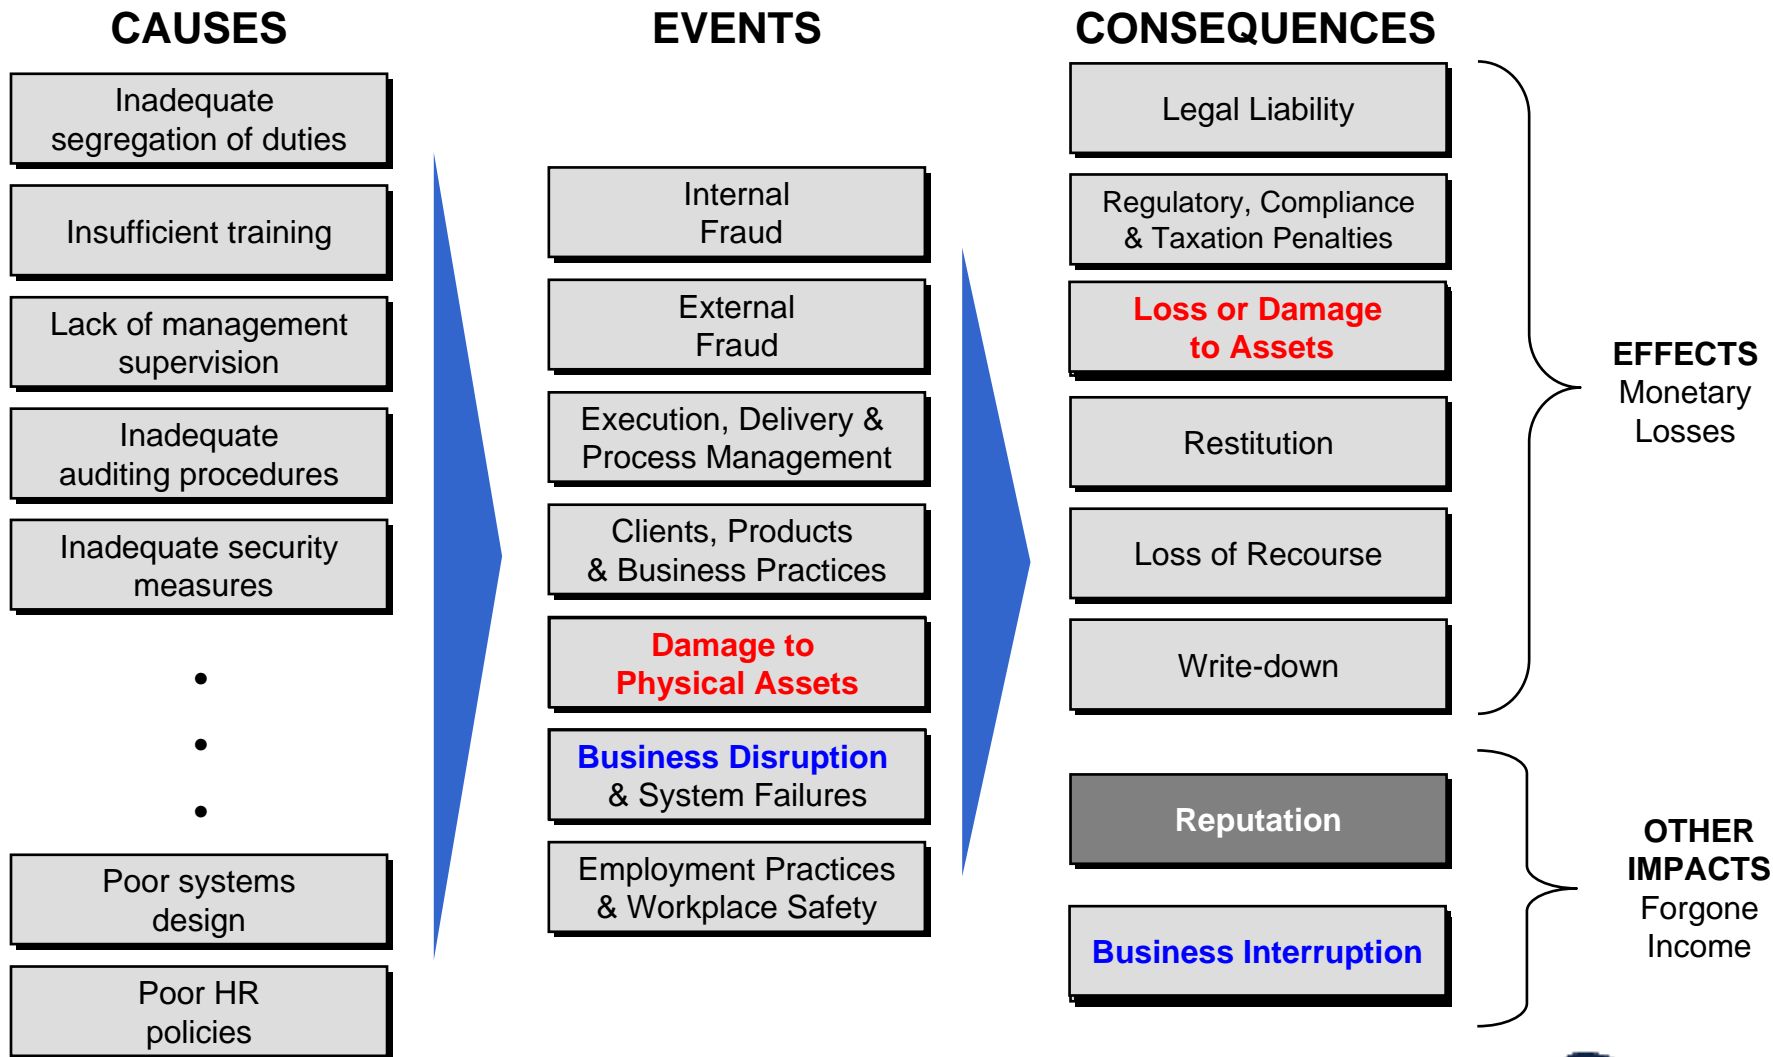 CAUSES
Inadequate
segregation of duties
Insufficient training
Lack of management
supervision
Inadequate
auditing procedures
Inadequate security
measures
•
•
•
Poor systems
design
Poor HR
policies
EVENTS
Internal
Fraud
External
Fraud
Execution, Delivery &
Process Management
Clients, Products
& Business Practices
Damage to
Physical Assets
Business Disruption
& System Failures
Employment Practices
& Workplace Safety
CONSEQUENCES
Legal Liability
Regulatory, Compliance
& Taxation Penalties
Loss or Damage
to Assets
Restitution
Loss of Recourse
Write-down
Reputation
Business Interruption
EFFECTS
Monetary
Losses
OTHER
IMPACTS
Forgone
Income